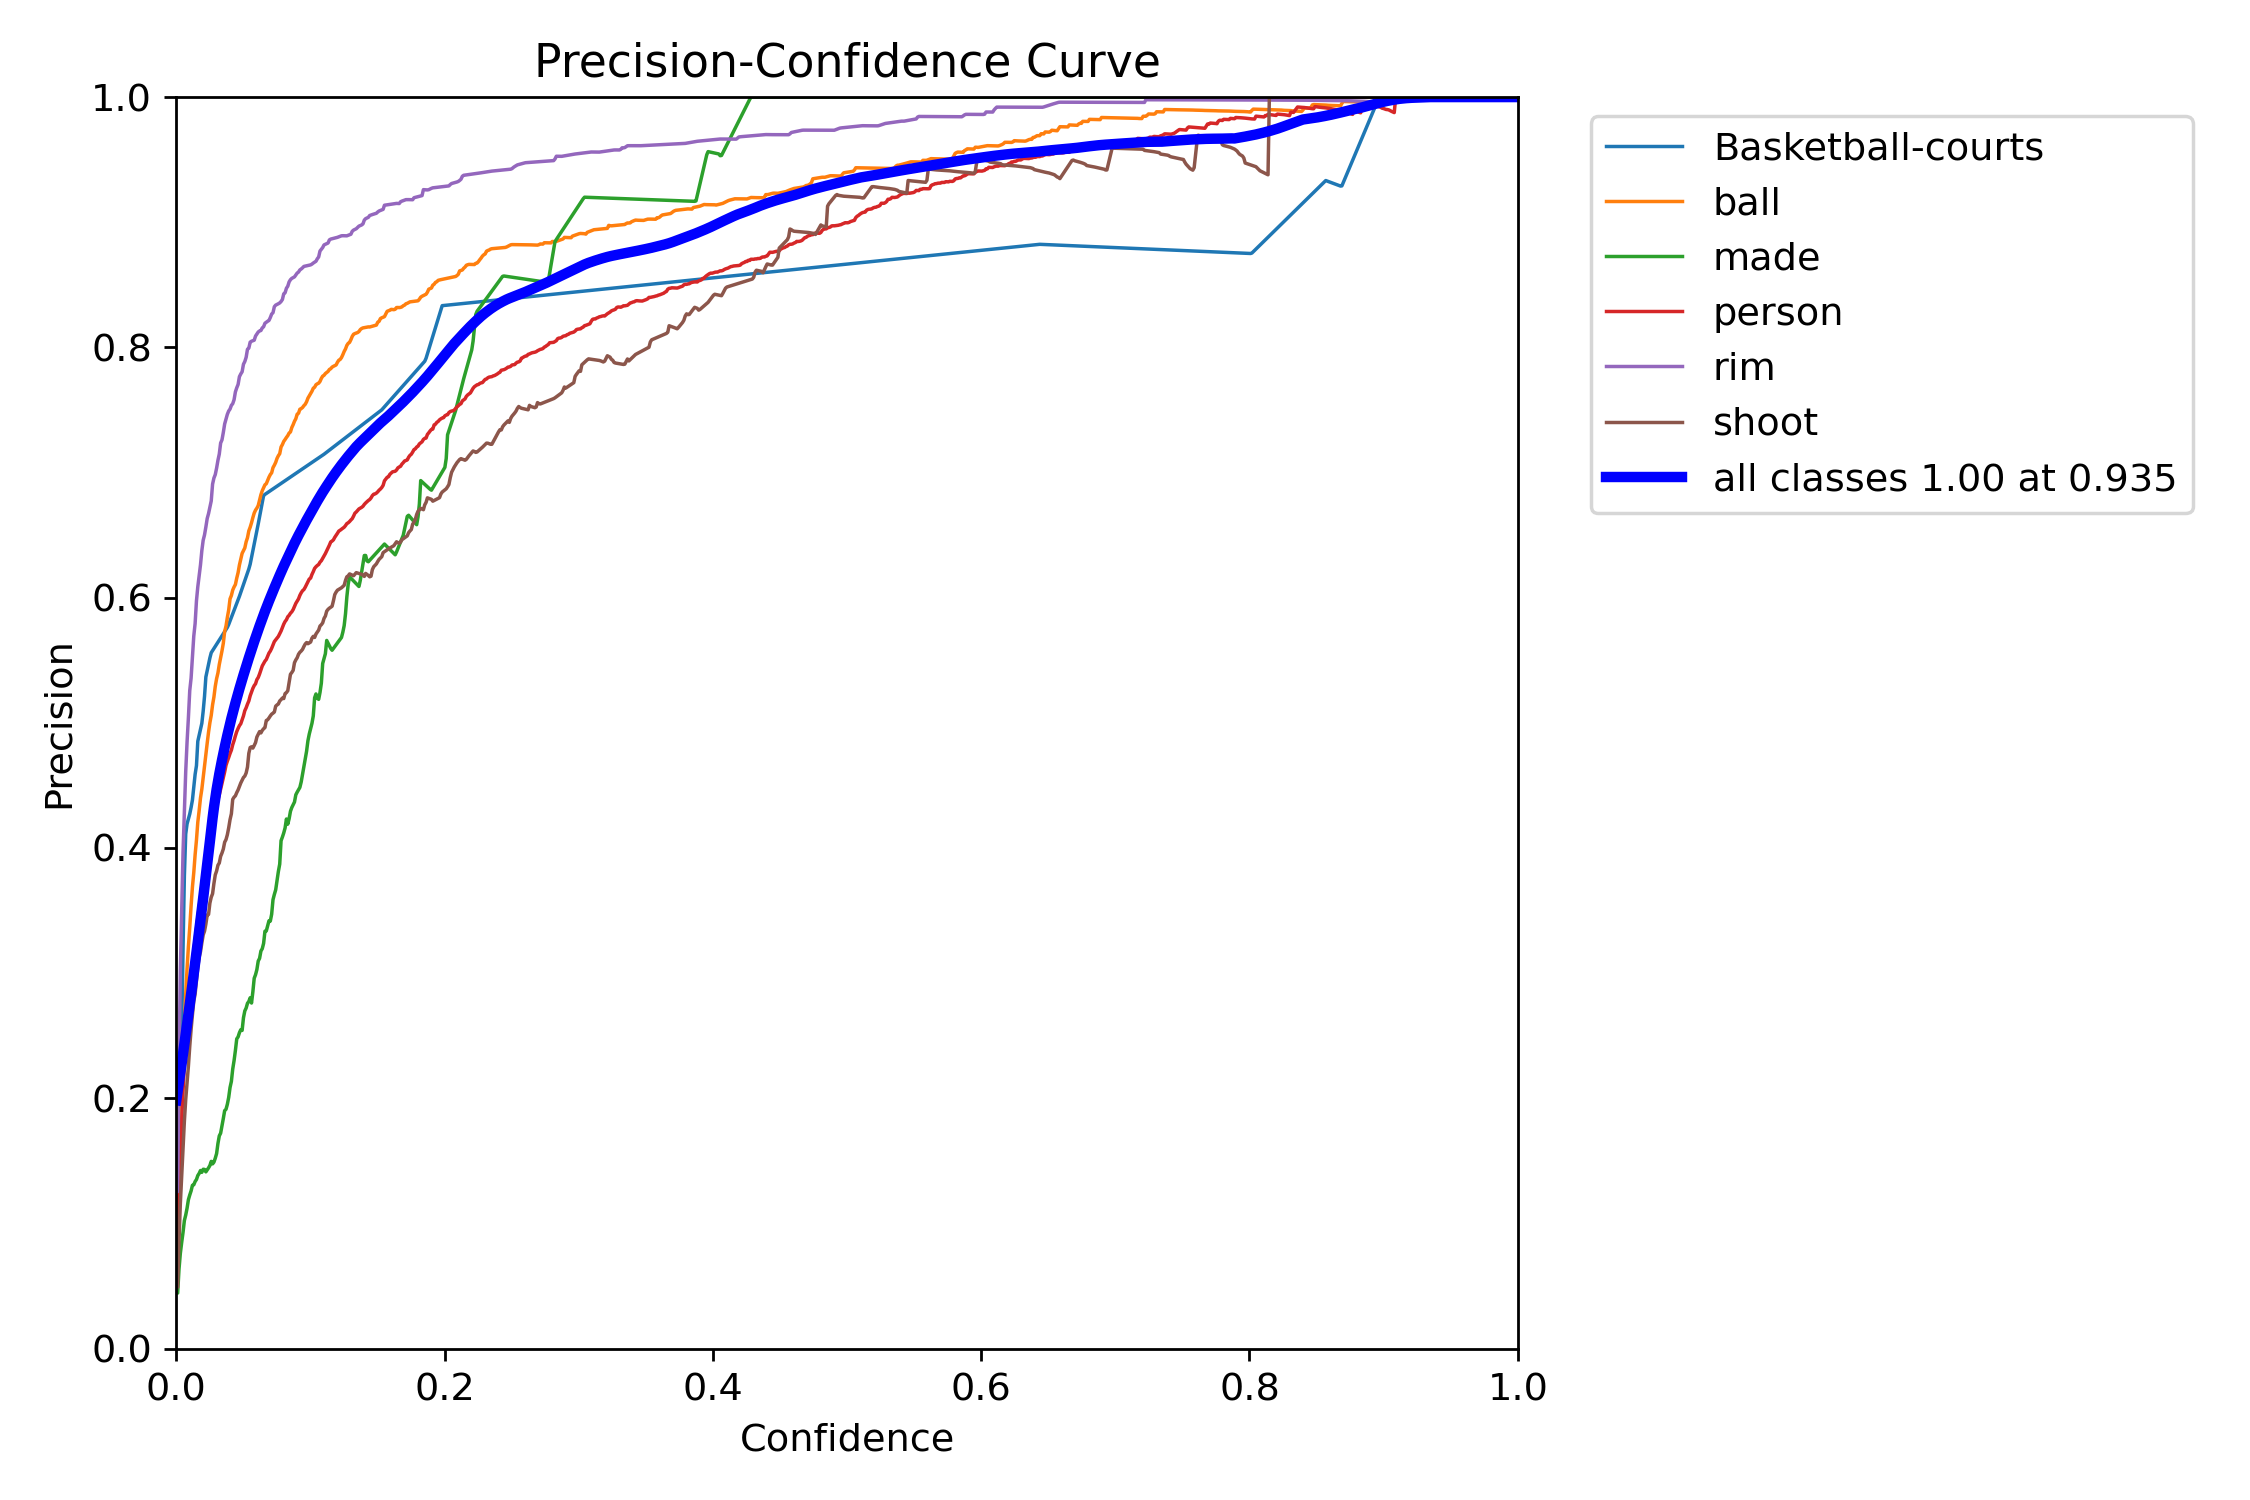 Precision-Confidence Curve
1.0
0.8
0.6
0.4
0.2
0.0
Precision
0.0 0.2 0.4 0.6 0.8 1.0
Confidence
Basketball-courts
ball
made
person
rim
shoot
all classes 1.00 at 0.935